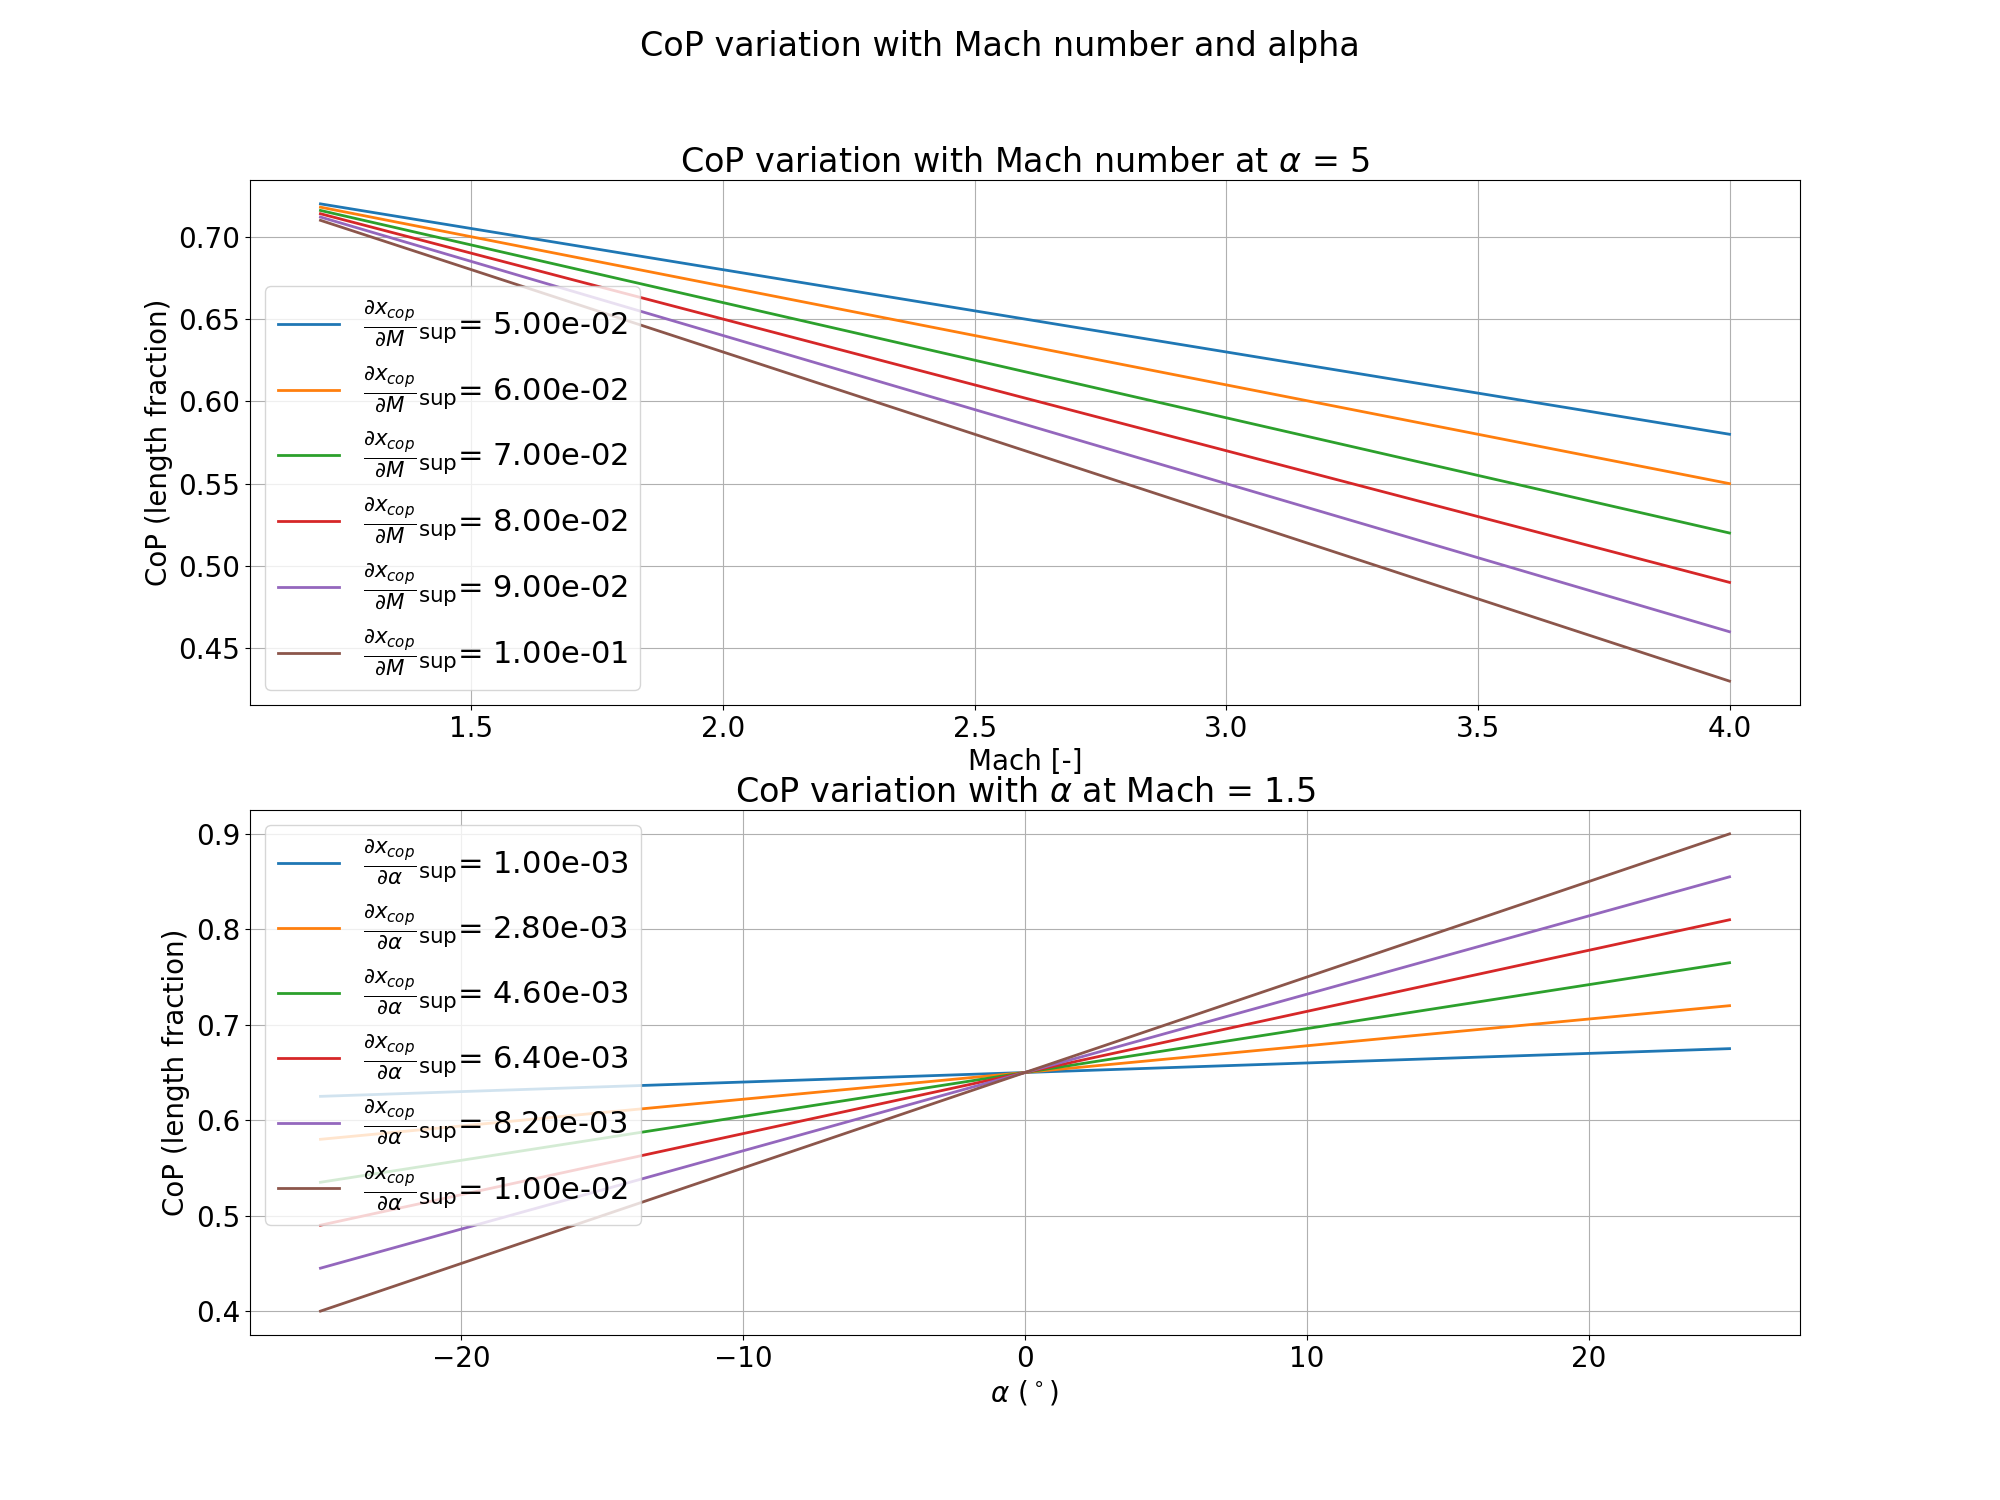 CoP variation with Mach number and alpha
CoP variation with Mach number at α = 5
CoP (length fraction)
0.70
0.65
0.60
0.55
0.50
0.45
∂x_cop/∂M sup= 5.00e-02
∂x_cop/∂M sup= 6.00e-02
∂x_cop/∂M sup= 7.00e-02
∂x_cop/∂M sup= 8.00e-02
∂x_cop/∂M sup= 9.00e-02
∂x_cop/∂M sup= 1.00e-01
1.5 2.0 2.5 3.0 3.5 4.0
Mach [-]
CoP variation with α at Mach = 1.5
CoP (length fraction)
0.9
0.8
0.7
0.6
0.5
0.4
∂x_cop/∂α sup= 1.00e-03
∂x_cop/∂α sup= 2.80e-03
∂x_cop/∂α sup= 4.60e-03
∂x_cop/∂α sup= 6.40e-03
∂x_cop/∂α sup= 8.20e-03
∂x_cop/∂α sup= 1.00e-02
−20 −10 0 10 20
α (°)